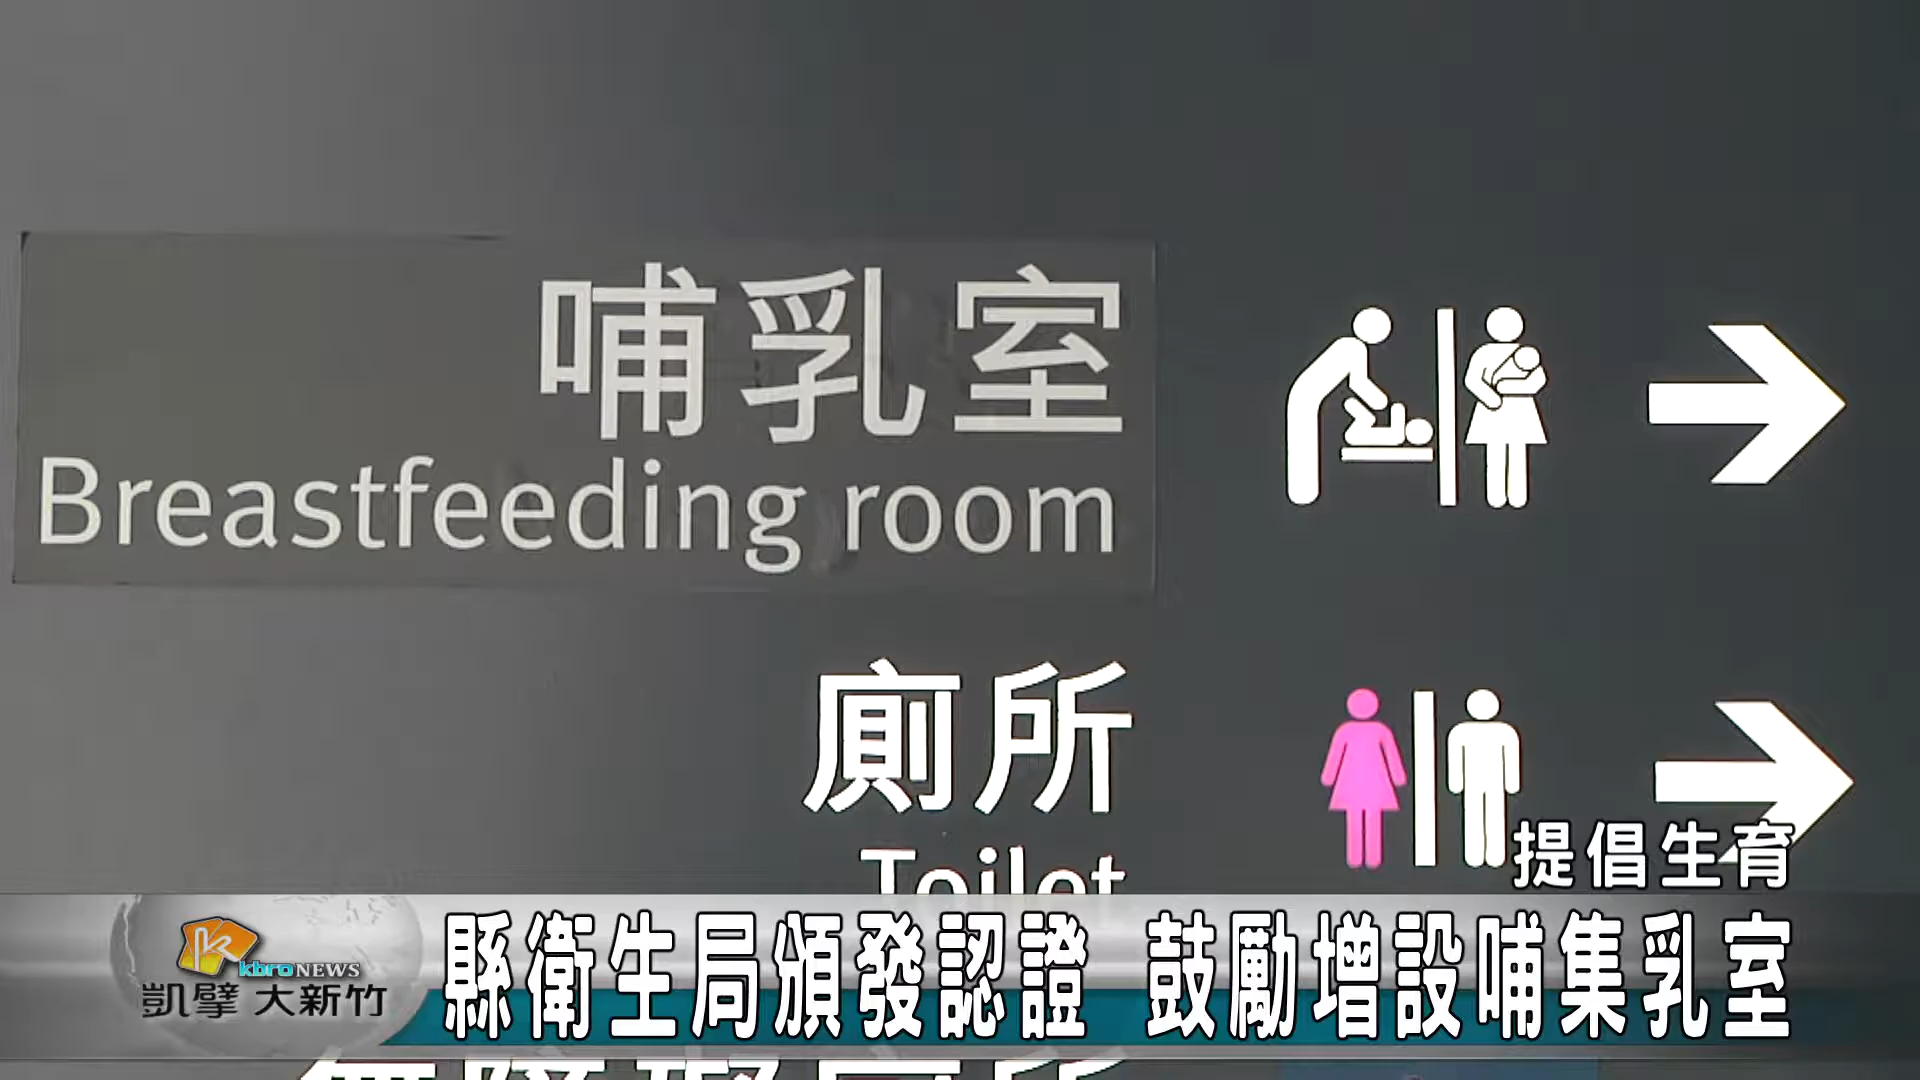 哺乳室
Breastfeeding room
廁所
Toilet
提倡生育
縣衛生局頒發認證 鼓勵增設哺集乳室
kbro NEWS
凱擘 大新竹